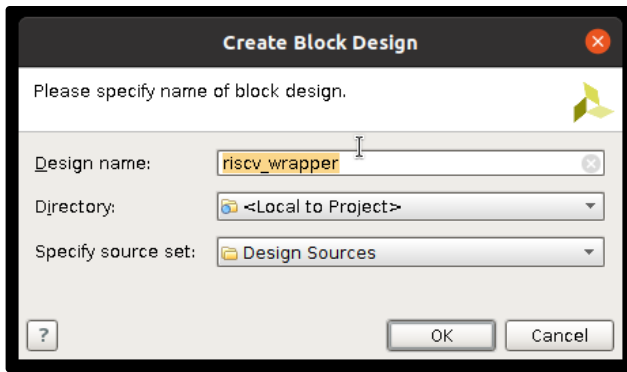 Create Block Design
Please specify name of block design.
Design name: riscv_wrapper
Directory: <Local to Project>
Specify source set: Design Sources
? OK Cancel